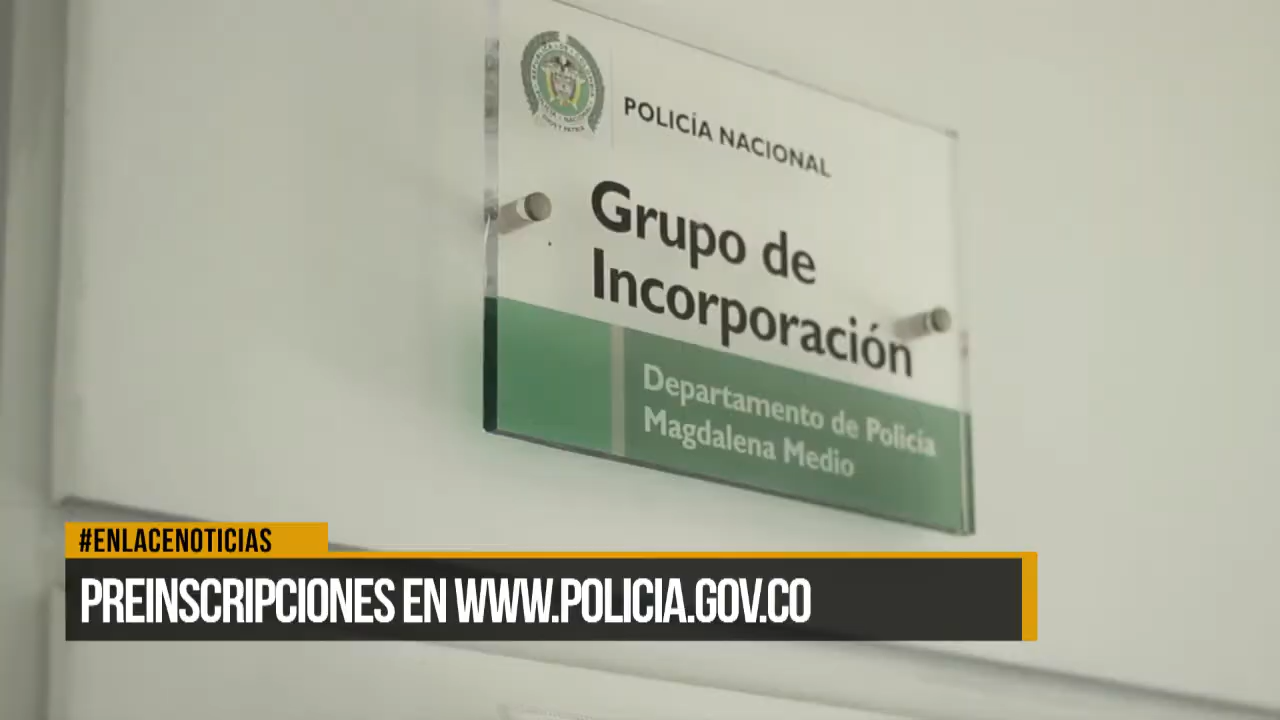 POLICÍA NACIONAL
Grupo de
Incorporación
Departamento de Policía
Magdalena Medio
#ENLACENOTICIAS
PREINSCRIPCIONES EN WWW.POLICIA.GOV.CO